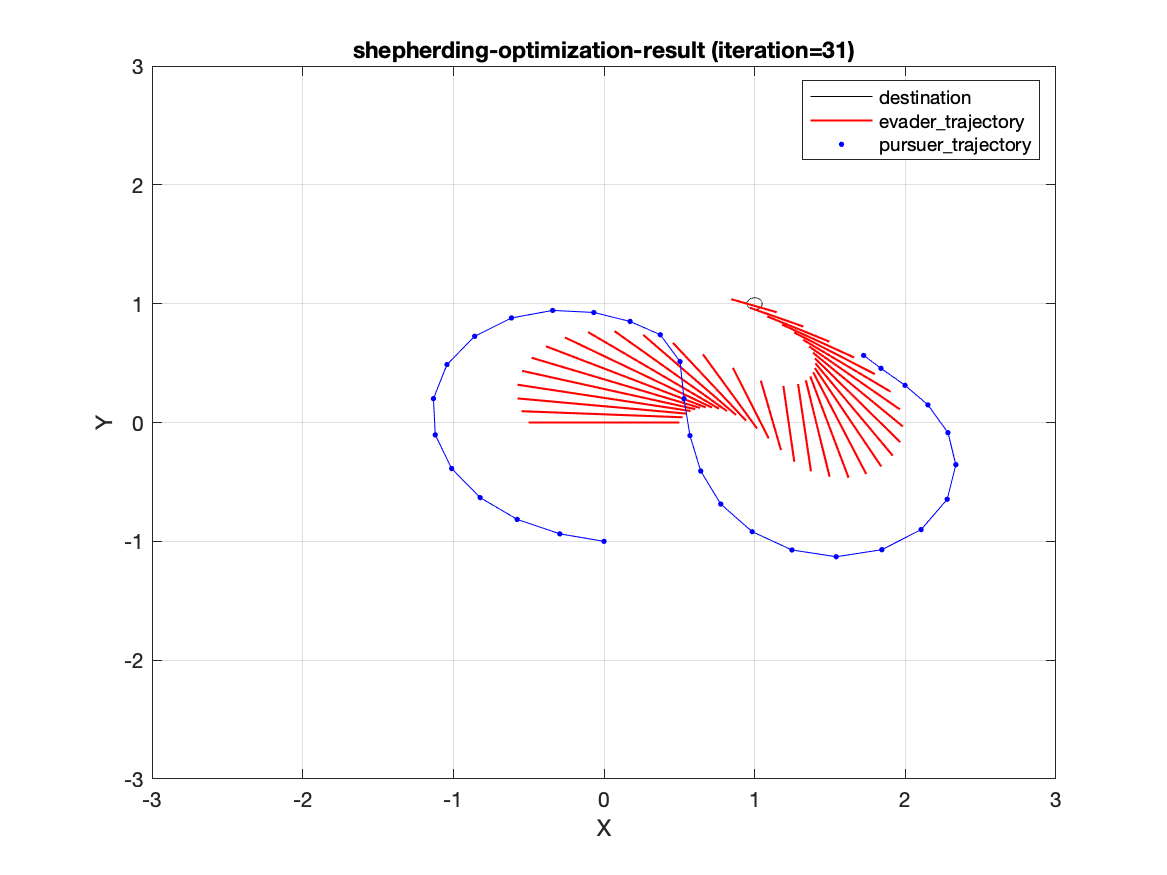 shepherding-optimization-result (iteration=31)
destination
evader_trajectory
pursuer_trajectory
3
2
1
0
-1
-2
-3
Y
-3 -2 -1 0 1 2 3
X